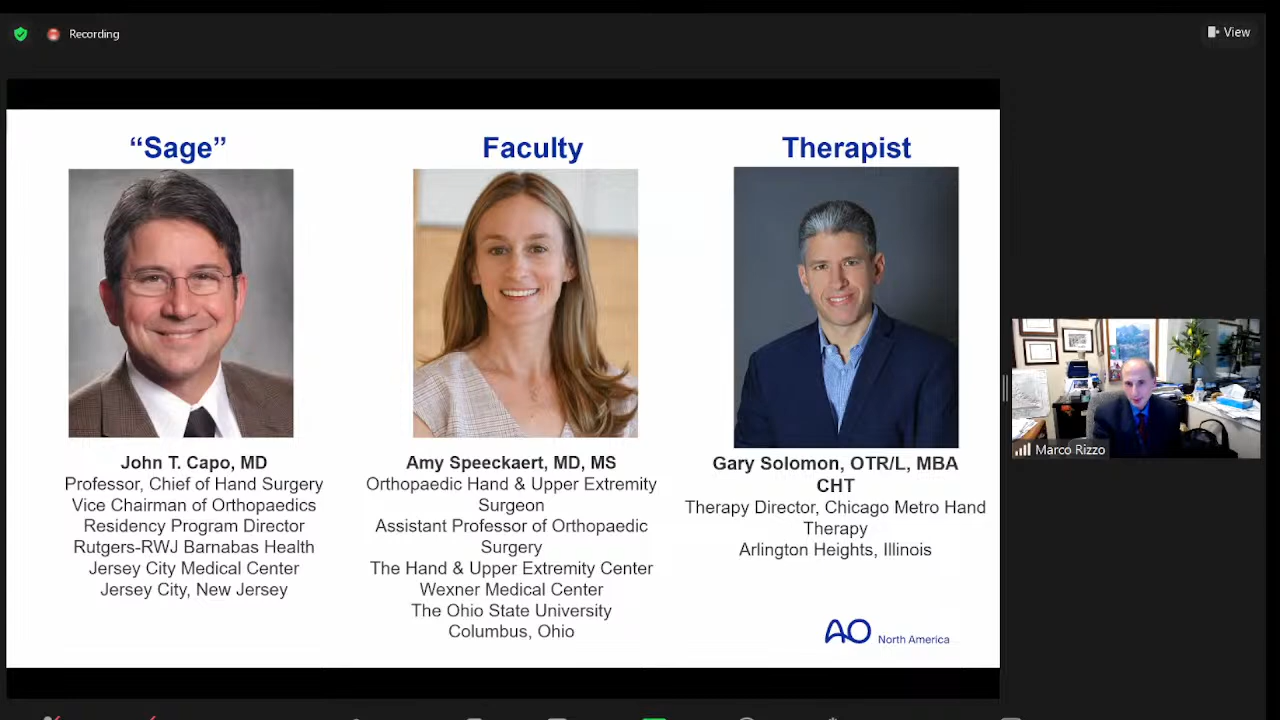 Recording
View
“Sage”
Faculty
Therapist
John T. Capo, MD
Professor, Chief of Hand Surgery
Vice Chairman of Orthopaedics
Residency Program Director
Rutgers-RWJ Barnabas Health
Jersey City Medical Center
Jersey City, New Jersey
Amy Speeckaert, MD, MS
Orthopaedic Hand & Upper Extremity
Surgeon
Assistant Professor of Orthopaedic
Surgery
The Hand & Upper Extremity Center
Wexner Medical Center
The Ohio State University
Columbus, Ohio
Gary Solomon, OTR/L, MBA
CHT
Therapy Director, Chicago Metro Hand
Therapy
Arlington Heights, Illinois
AO North America
Marco Rizzo